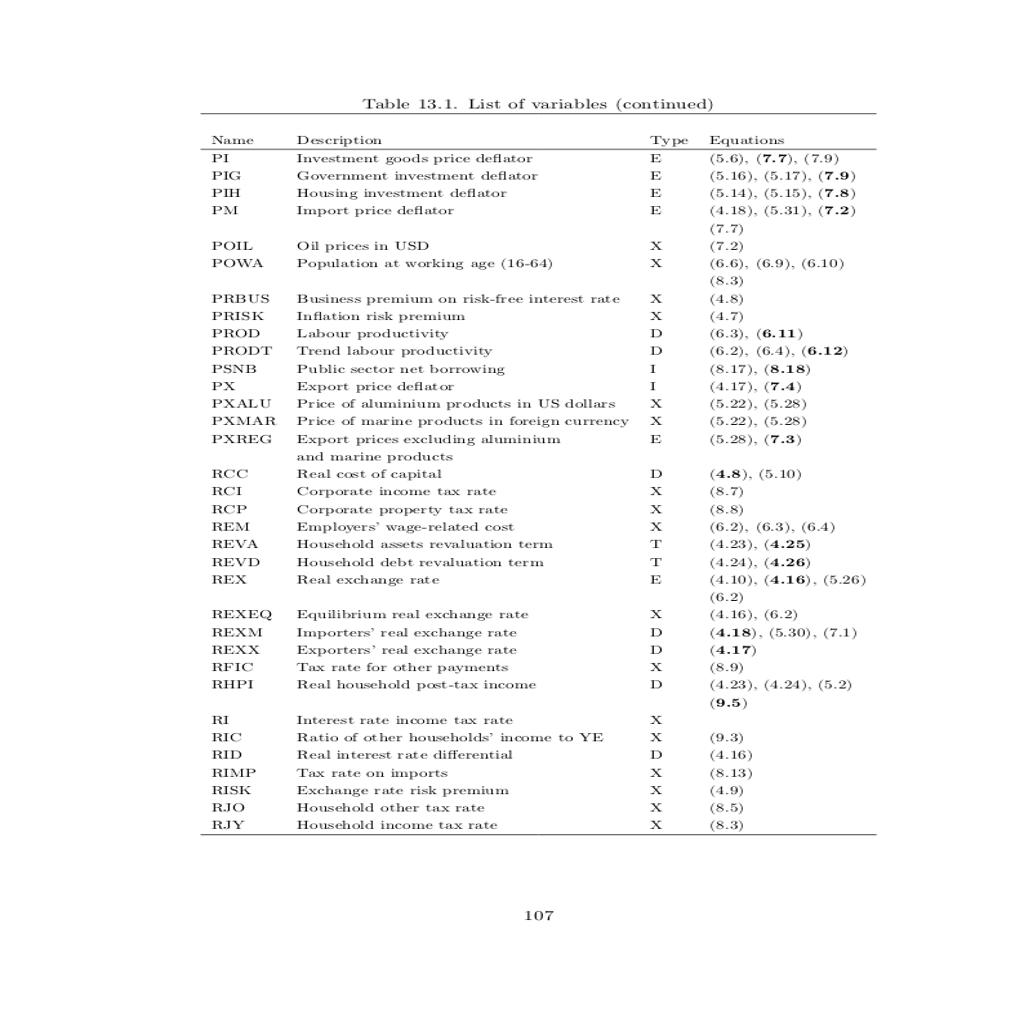 Table 13.1. List of variables (continued)
Name Description Type Equations
PI Investment goods price deflator E (5.6), (7.7), (7.9)
PIG Government investment deflator E (5.16), (5.17), (7.9)
PIH Housing investment deflator E (5.14), (5.15), (7.8)
PM Import price deflator E (4.18), (5.31), (7.2)
(7.7)
POIL Oil prices in USD X (7.2)
POWA Population at working age (16-64) X (6.6), (6.9), (6.10)
(8.3)
PRBUS Business premium on risk-free interest rate X (4.8)
PRISK Inflation risk premium X (4.7)
PROD Labour productivity D (6.3), (6.11)
PRODT Trend labour productivity D (6.2), (6.4), (6.12)
PSNB Public sector net borrowing I (8.17), (8.18)
PX Export price deflator I (4.17), (7.4)
PXALU Price of aluminium products in US dollars X (5.22), (5.28)
PXMAR Price of marine products in foreign currency X (5.22), (5.28)
PXREG Export prices excluding aluminium E (5.28), (7.3)
and marine products
RCC Real cost of capital D (4.8), (5.10)
RCI Corporate income tax rate X (8.7)
RCP Corporate property tax rate X (8.8)
REM Employers' wage-related cost X (6.2), (6.3), (6.4)
REVA Household assets revaluation term T (4.23), (4.25)
REVD Household debt revaluation term T (4.24), (4.26)
REX Real exchange rate E (4.10), (4.16), (5.26)
(6.2)
REXEQ Equilibrium real exchange rate X (4.16), (6.2)
REXM Importers' real exchange rate D (4.18), (5.30), (7.1)
REXX Exporters' real exchange rate D (4.17)
RFIC Tax rate for other payments X (8.9)
RHPI Real household post-tax income D (4.23), (4.24), (5.2)
(9.5)
RI Interest rate income tax rate X
RIC Ratio of other households' income to YE X (9.3)
RID Real interest rate differential D (4.16)
RIMP Tax rate on imports X (8.13)
RISK Exchange rate risk premium X (4.9)
RJO Household other tax rate X (8.5)
RJY Household income tax rate X (8.3)
107